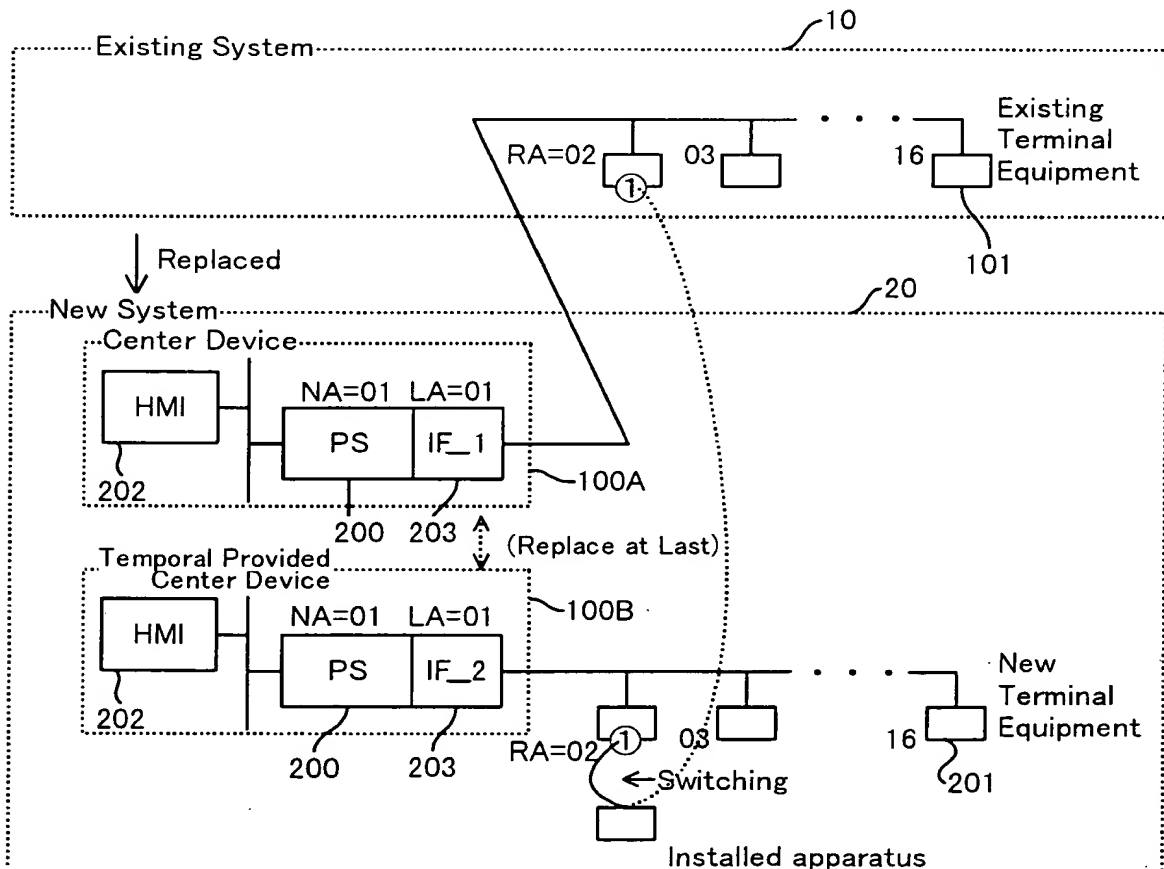 10
Existing System
Existing
Terminal
Equipment
RA=02
03
16
①
101
Replaced
20
New System
Center Device
NA=01 LA=01
HMI
PS
IF_1
202
100A
200
203
(Replace at Last)
Temporal Provided
Center Device
100B
NA=01 LA=01
HMI
PS
IF_2
202
200
203
New
Terminal
Equipment
RA=02
①
03
16
201
Switching
Installed apparatus